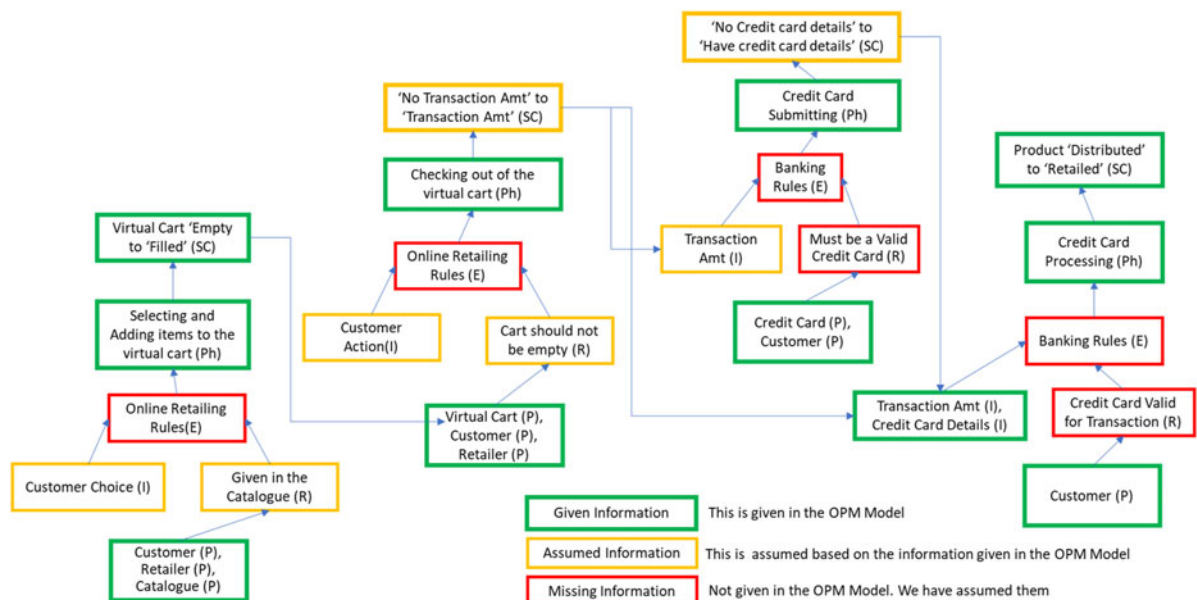 'No Credit card details' to
'Have credit card details' (SC)
'No Transaction Amt' to
'Transaction Amt' (SC)
Credit Card
Submitting (Ph)
Product 'Distributed'
to 'Retailed' (SC)
Checking out of the
virtual cart (Ph)
Banking
Rules (E)
Virtual Cart 'Empty
to 'Filled' (SC)
Online Retailing
Rules (E)
Transaction
Amt (I)
Must be a Valid
Credit Card (R)
Credit Card
Processing (Ph)
Selecting and
Adding items to the
virtual cart (Ph)
Customer
Action(I)
Cart should not
be empty (R)
Credit Card (P),
Customer (P)
Banking Rules (E)
Online Retailing
Rules(E)
Virtual Cart (P),
Customer (P),
Retailer (P)
Transaction Amt (I),
Credit Card Details (I)
Credit Card Valid
for Transaction (R)
Customer Choice (I)
Given in the
Catalogue (R)
Customer (P)
Customer (P),
Retailer (P),
Catalogue (P)
Given Information
This is given in the OPM Model
Assumed Information
This is  assumed based on the information given in the OPM Model
Missing Information
Not given in the OPM Model. We have assumed them